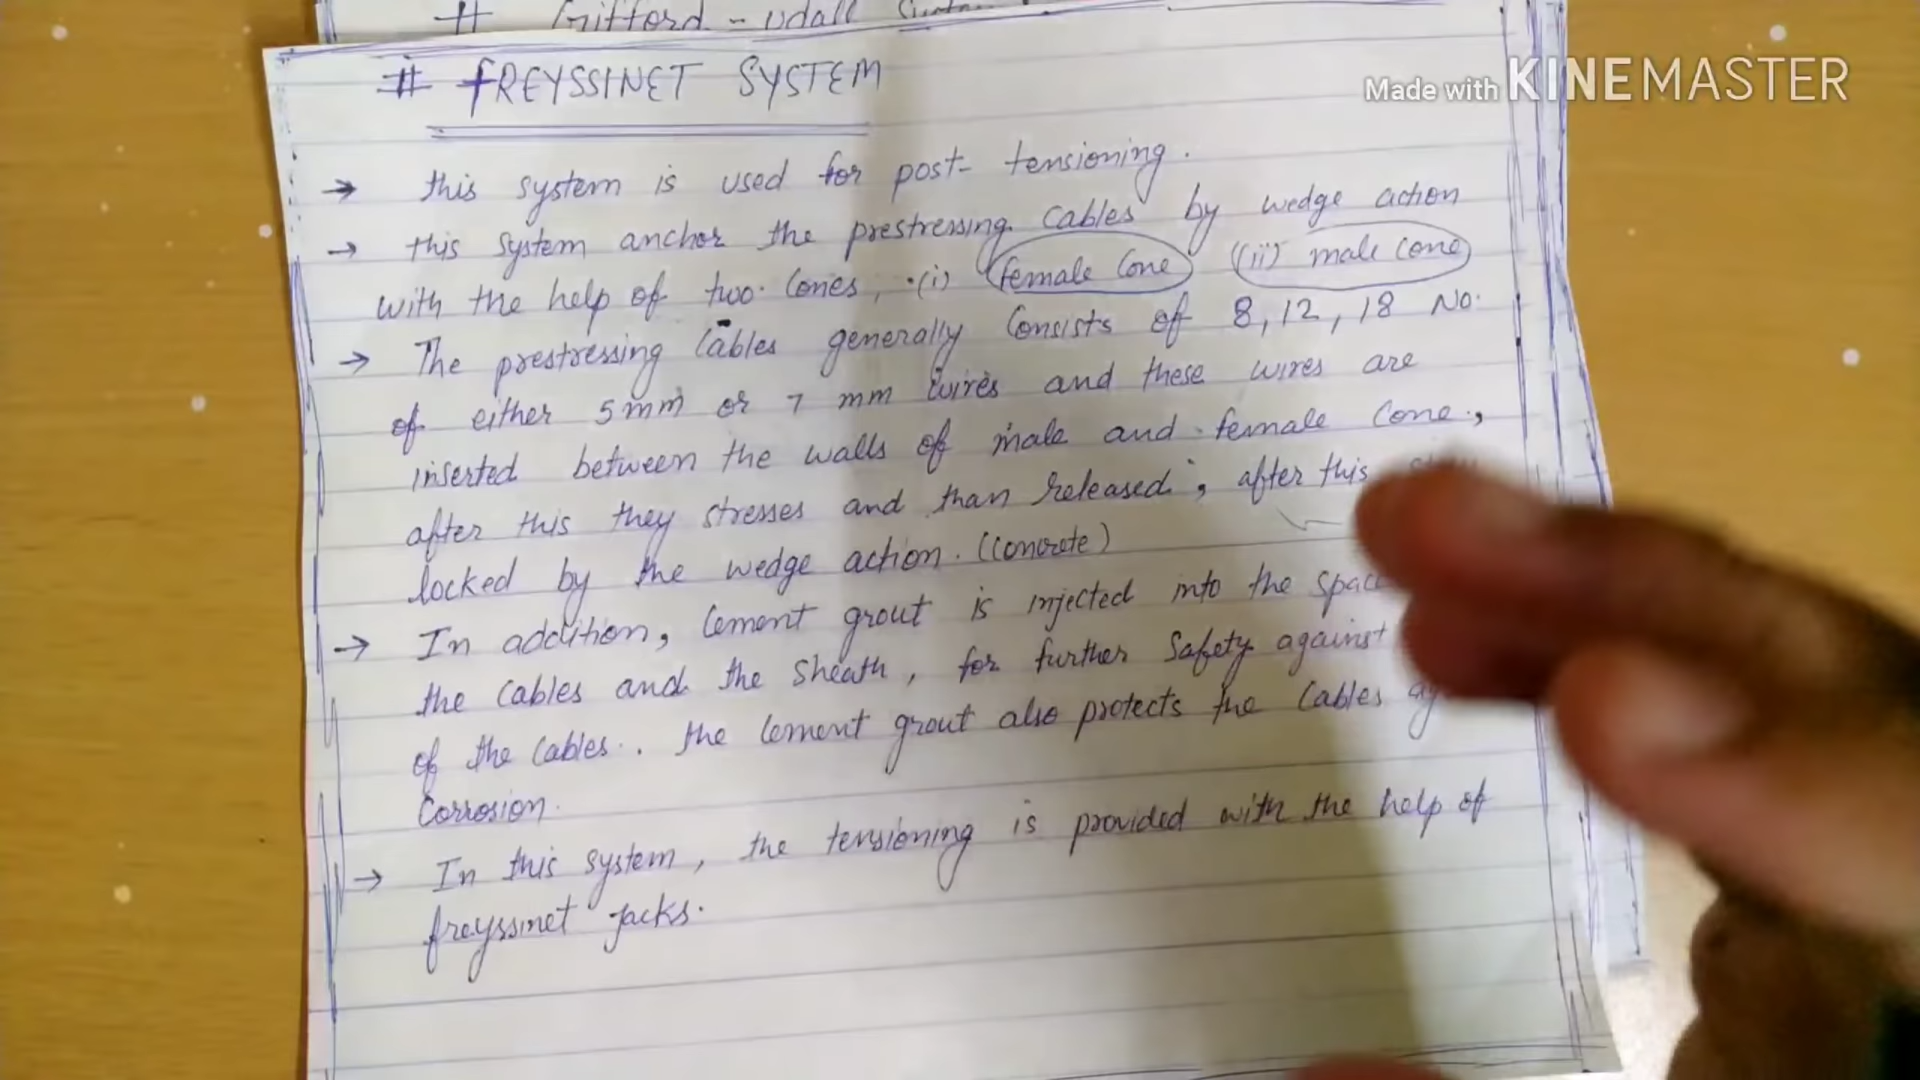 # Gifford - Udall System
# fREYSSINET SYSTEM
Made with KINEMASTER
→ this system is used for post- tensioning.
→ this system anchor the prestressing cables by wedge action
with the help of two cones, (i) female cone (ii) male cone
→ The prestressing cables generally consists of 8, 12, 18 No.
of either 5mm or 7 mm wires and these wires are
inserted between the walls of male and female cone,
after this they stresses and than released; after this
locked by the wedge action. (concrete)
→ In addition, cement grout is injected into the
the cables and the sheath, for further safety against
of the cables. the cement grout also protects the cables
corrosion.
→ In this system, the tensioning is provided with the help of
freyssinet jacks.